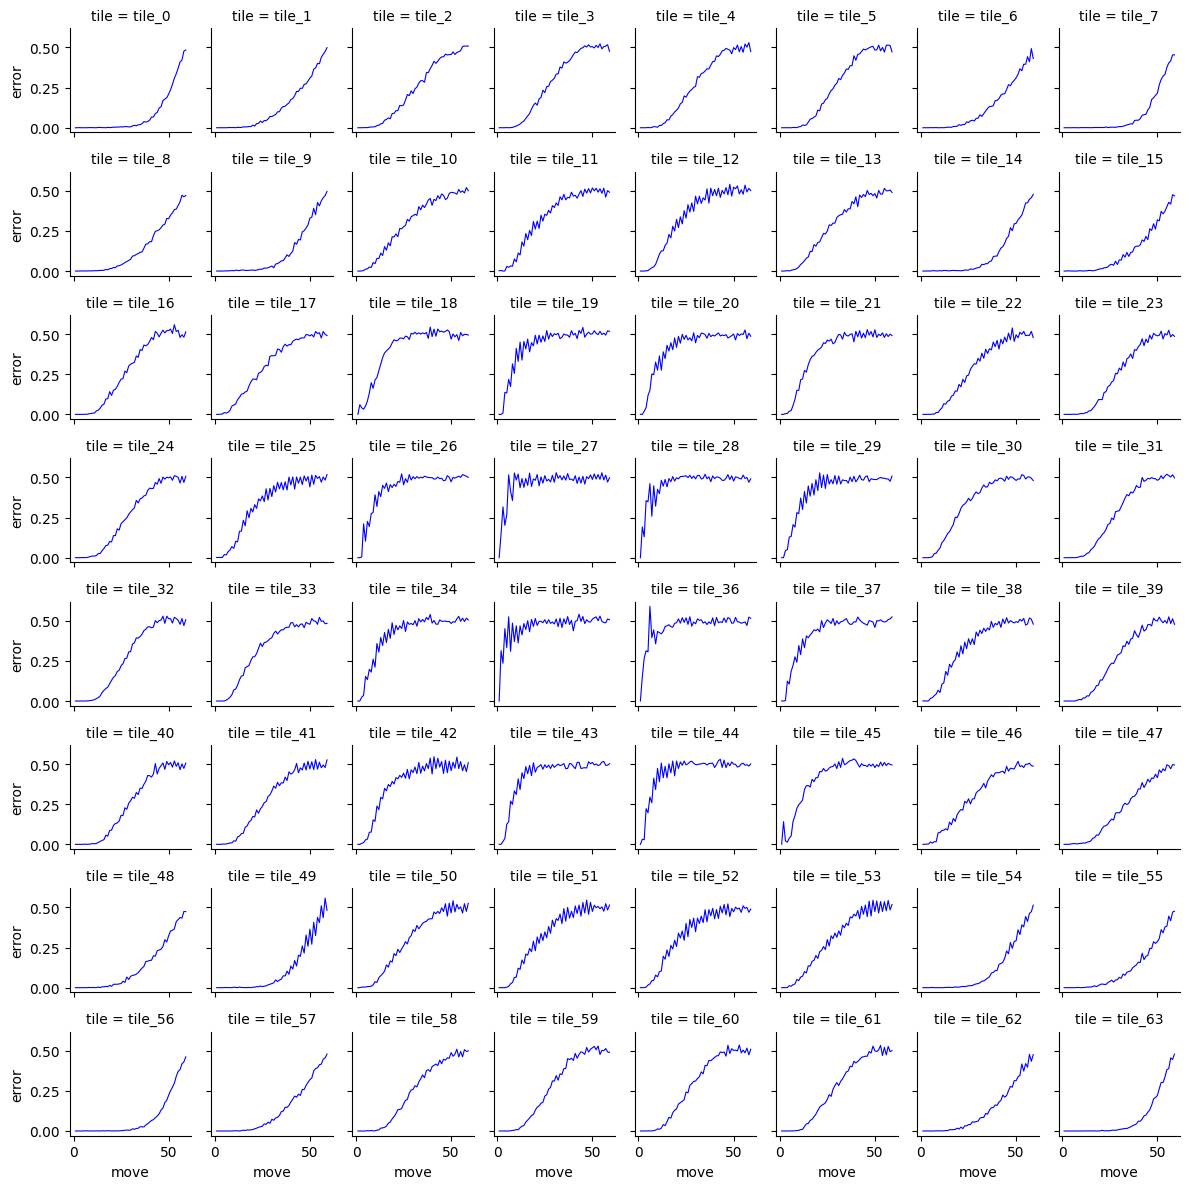 tile = tile_0 tile = tile_1 tile = tile_2 tile = tile_3 tile = tile_4 tile = tile_5 tile = tile_6 tile = tile_7
0.50
error
0.25
0.00
tile = tile_8 tile = tile_9 tile = tile_10 tile = tile_11 tile = tile_12 tile = tile_13 tile = tile_14 tile = tile_15
0.50
error
0.25
0.00
tile = tile_16 tile = tile_17 tile = tile_18 tile = tile_19 tile = tile_20 tile = tile_21 tile = tile_22 tile = tile_23
0.50
error
0.25
0.00
tile = tile_24 tile = tile_25 tile = tile_26 tile = tile_27 tile = tile_28 tile = tile_29 tile = tile_30 tile = tile_31
0.50
error
0.25
0.00
tile = tile_32 tile = tile_33 tile = tile_34 tile = tile_35 tile = tile_36 tile = tile_37 tile = tile_38 tile = tile_39
0.50
error
0.25
0.00
tile = tile_40 tile = tile_41 tile = tile_42 tile = tile_43 tile = tile_44 tile = tile_45 tile = tile_46 tile = tile_47
0.50
error
0.25
0.00
tile = tile_48 tile = tile_49 tile = tile_50 tile = tile_51 tile = tile_52 tile = tile_53 tile = tile_54 tile = tile_55
0.50
error
0.25
0.00
tile = tile_56 tile = tile_57 tile = tile_58 tile = tile_59 tile = tile_60 tile = tile_61 tile = tile_62 tile = tile_63
0.50
error
0.25
0.00
0 50 0 50 0 50 0 50 0 50 0 50 0 50 0 50
move move move move move move move move